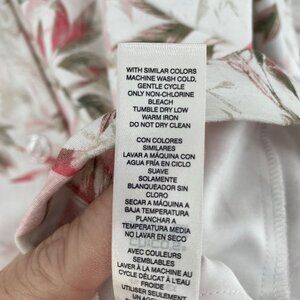 WITH SIMILAR COLORS
MACHINE WASH COLD,
GENTLE CYCLE
ONLY NON-CHLORINE
BLEACH
TUMBLE DRY LOW
WARM IRON
DO NOT DRY CLEAN
CON COLORES
SIMILARES
LAVAR A MÁQUINA CON
AGUA FRÍA EN CICLO
SUAVE
SOLAMENTE
BLANQUEADOR SIN
CLORO
SECAR A MÁQUINA A
BAJA TEMPERATURA
PLANCHAR A
TEMPERATURA MEDIA
NO LAVAR EN SECO
AVEC COULEURS
SEMBLABLES
LAVER À LA MACHINE AU
CYCLE DÉLICAT À L'EAU
FROIDE
UTILISER SEULEMENT
UN